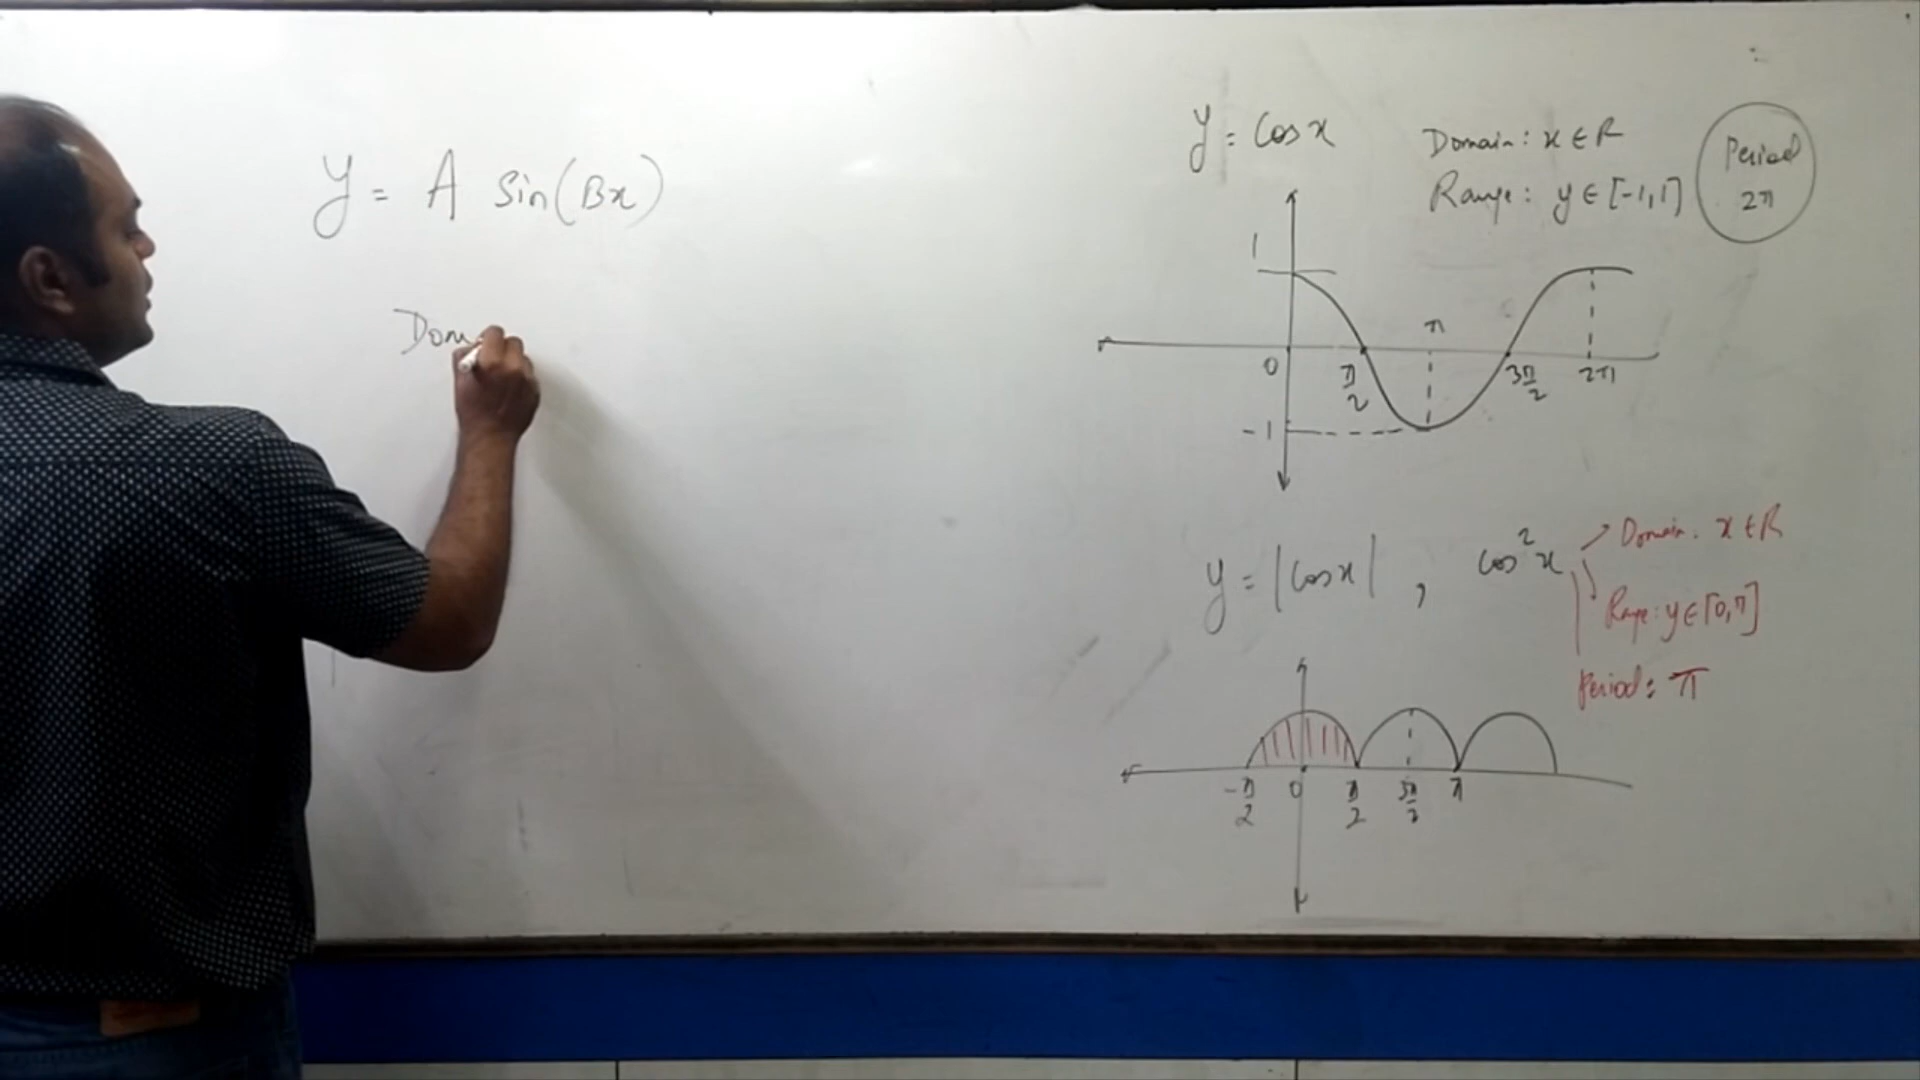 y = A Sin(Bx)
Dom
y = Cos x
Domain: x ∈ R
Range: y ∈ [-1,1]
Period
2π
1
π
0
π/2
3π/2
2π
-1
y = |Cos x| , cos²x
Domain: x ∈ R
Range: y ∈ [0,π]
Period: π
-π/2
0
π/2
3π/2
π